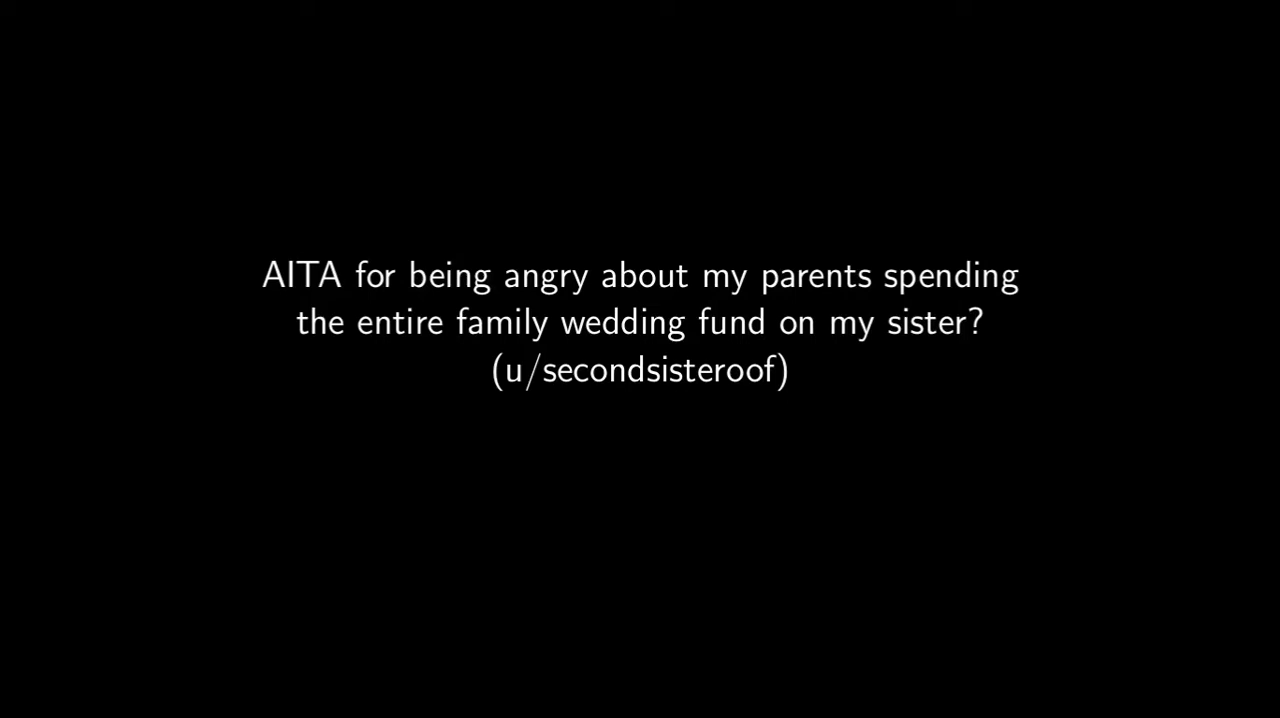 AITA for being angry about my parents spending
the entire family wedding fund on my sister?
(u/secondsisteroof)